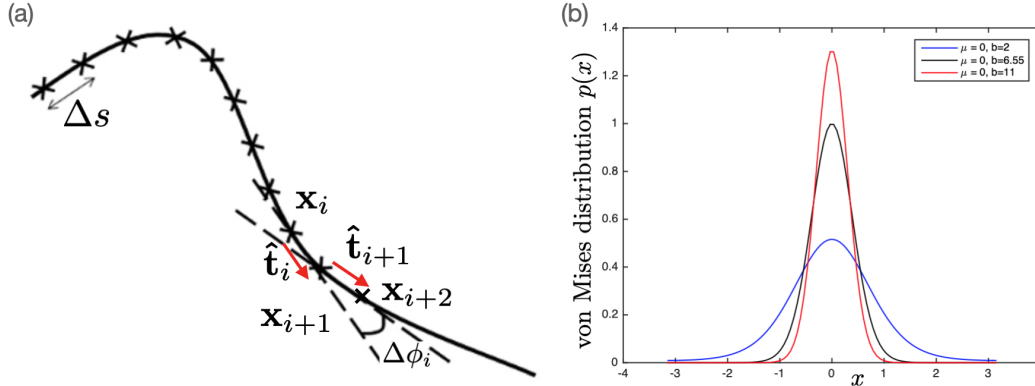 (a)
Δs
x_i
t̂_i
t̂_{i+1}
x_{i+1}
x_{i+2}
Δϕ_i
(b)
von Mises distribution p(x)
1.4
1.2
1
0.8
0.6
0.4
0.2
0
-4
-3
-2
-1
0
1
2
3
x
μ = 0, b=2
μ = 0, b=6.55
μ = 0, b=11